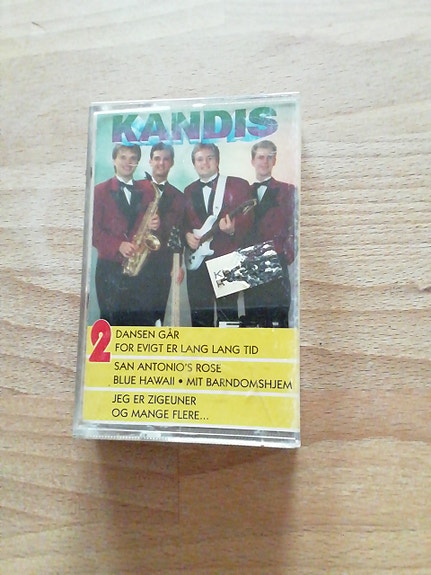 KANDIS
2
DANSEN GÅR
FOR EVIGT ER LANG LANG TID
SAN ANTONIO'S ROSE
BLUE HAWAII • MIT BARNDOMSHJEM
JEG ER ZIGEUNER
OG MANGE FLERE...